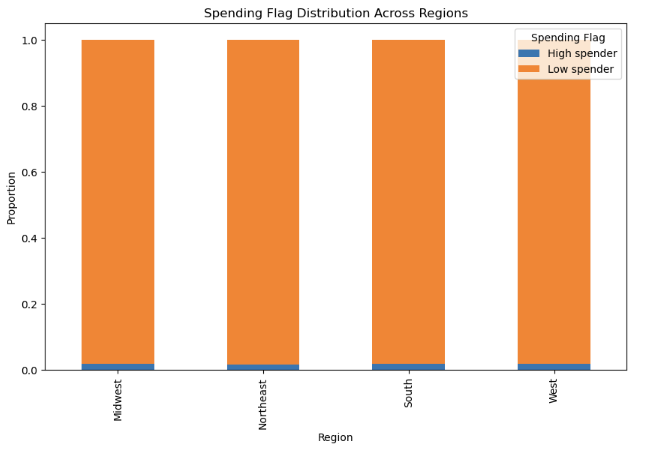 Spending Flag Distribution Across Regions
Spending Flag
High spender
Low spender
1.0
0.8
0.6
0.4
0.2
0.0
Proportion
Midwest
Northeast
South
West
Region